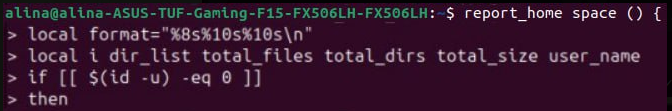 alina@alina-ASUS-TUF-Gaming-F15-FX506LH-FX506LH:~$ report_home space () {
> local format="%8s%10s%10s\n"
> local i dir_list total_files total_dirs total_size user_name
> if [[ $(id -u) -eq 0 ]]
> then